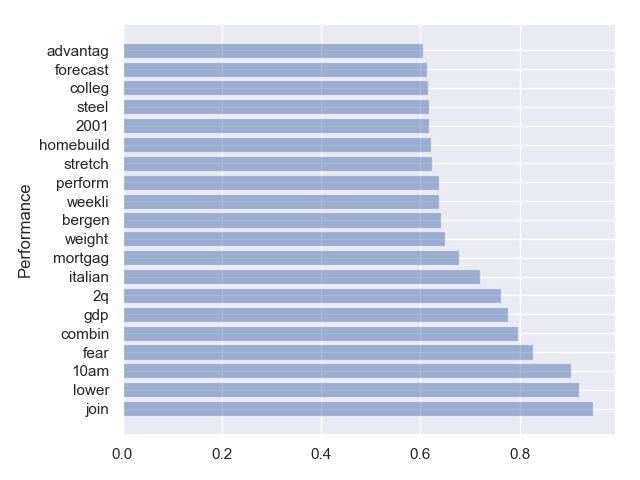 advantag
forecast
colleg
steel
2001
homebuild
stretch
perform
weekli
bergen
weight
mortgag
italian
2q
gdp
combin
fear
10am
lower
join
Performance
0.0 0.2 0.4 0.6 0.8